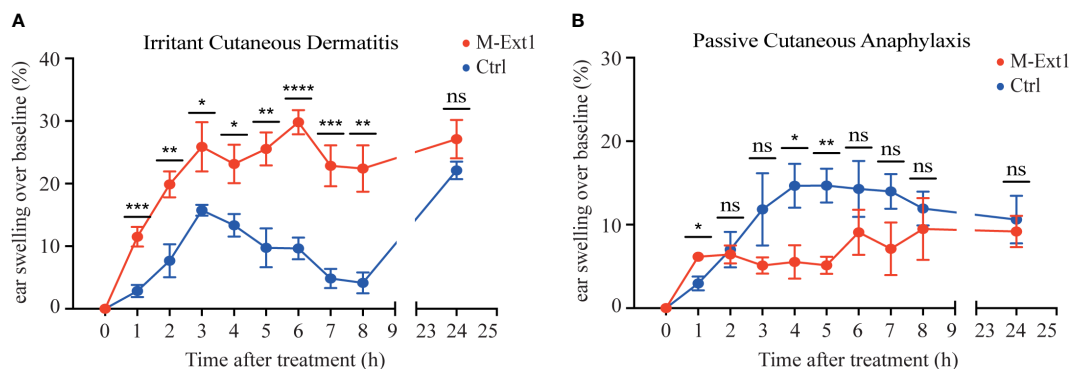 A
Irritant Cutaneous Dermatitis
M-Ext1
Ctrl
ear swelling over baseline (%)
40
30
20
10
0
***
**
*
*
**
****
***
**
ns
0 1 2 3 4 5 6 7 8 9 23 24 25
Time after treatment (h)
B
Passive Cutaneous Anaphylaxis
M-Ext1
Ctrl
ear swelling over baseline (%)
30
20
10
0
*
ns
ns
*
**
ns
ns
ns
ns
0 1 2 3 4 5 6 7 8 9 23 24 25
Time after treatment (h)